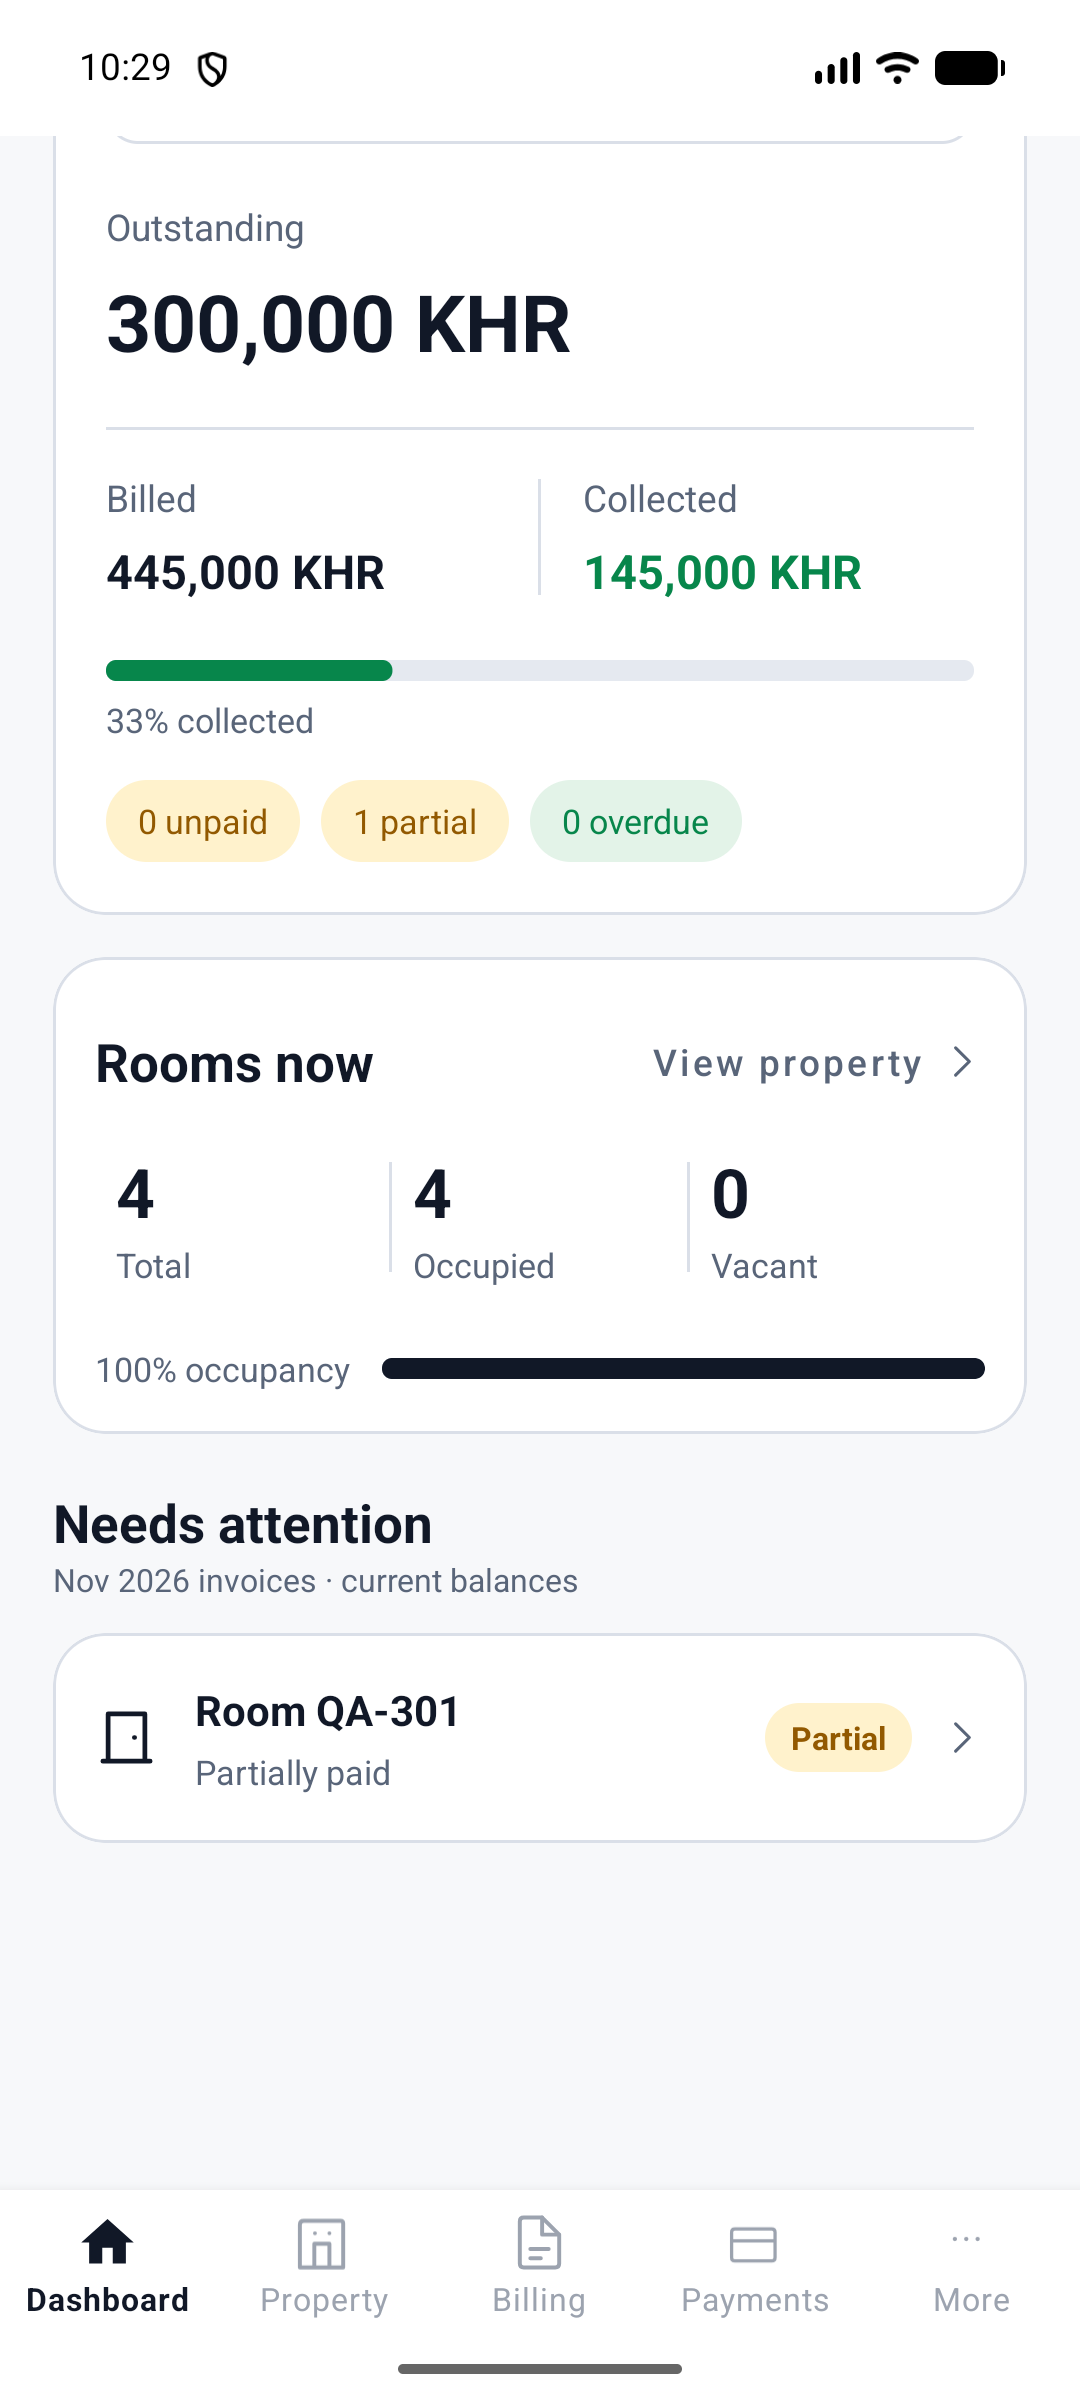 10:29
Outstanding
300,000 KHR
Billed
Collected
445,000 KHR
145,000 KHR
33% collected
0 unpaid
1 partial
0 overdue
Rooms now
View property
4
4
0
Total
Occupied
Vacant
100% occupancy
Needs attention
Nov 2026 invoices · current balances
Room QA-301
Partially paid
Partial
Dashboard
Property
Billing
Payments
More